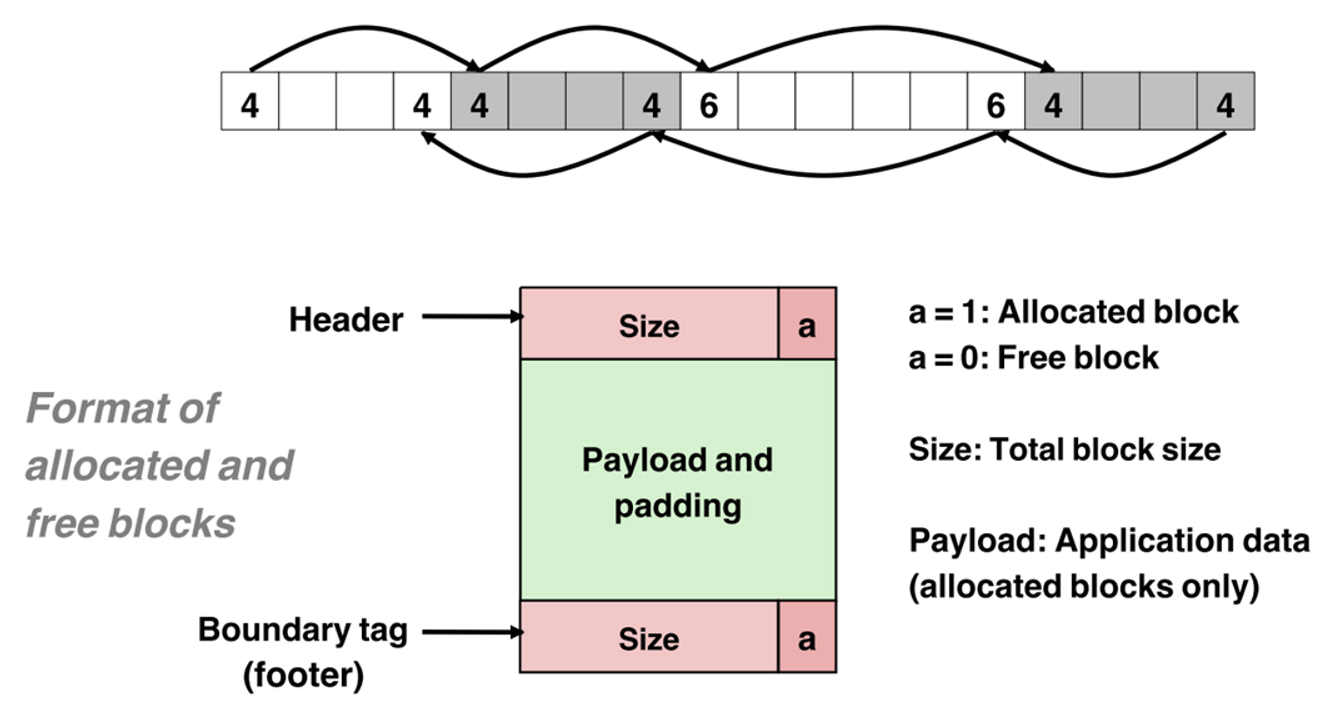 4 4 4 4 6 6 4 4
Header
Size a
a = 1: Allocated block
a = 0: Free block
Format of
allocated and
free blocks
Payload and
padding
Size: Total block size
Payload: Application data
(allocated blocks only)
Boundary tag
(footer)
Size a